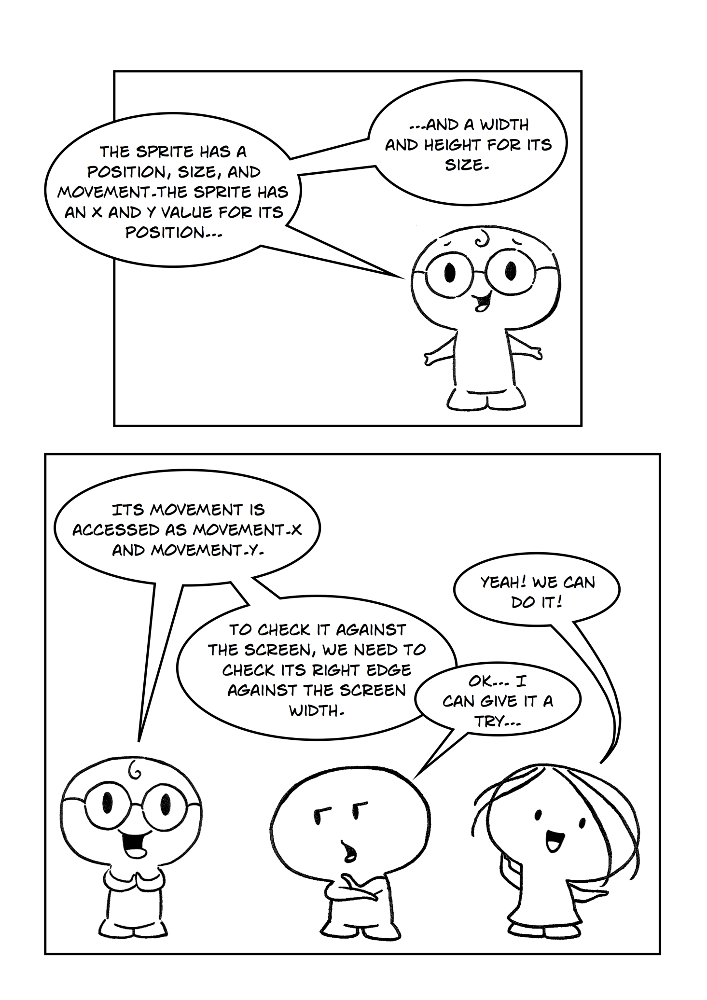 THE SPRITE HAS A
POSITION, SIZE, AND
MOVEMENT.THE SPRITE HAS
AN X AND Y VALUE FOR ITS
POSITION...
...AND A WIDTH
AND HEIGHT FOR ITS
SIZE.
ITS MOVEMENT IS
ACCESSED AS MOVEMENT.X
AND MOVEMENT.Y.
TO CHECK IT AGAINST
THE SCREEN, WE NEED TO
CHECK ITS RIGHT EDGE
AGAINST THE SCREEN
WIDTH.
OK... I
CAN GIVE IT A
TRY...
YEAH! WE CAN
DO IT!